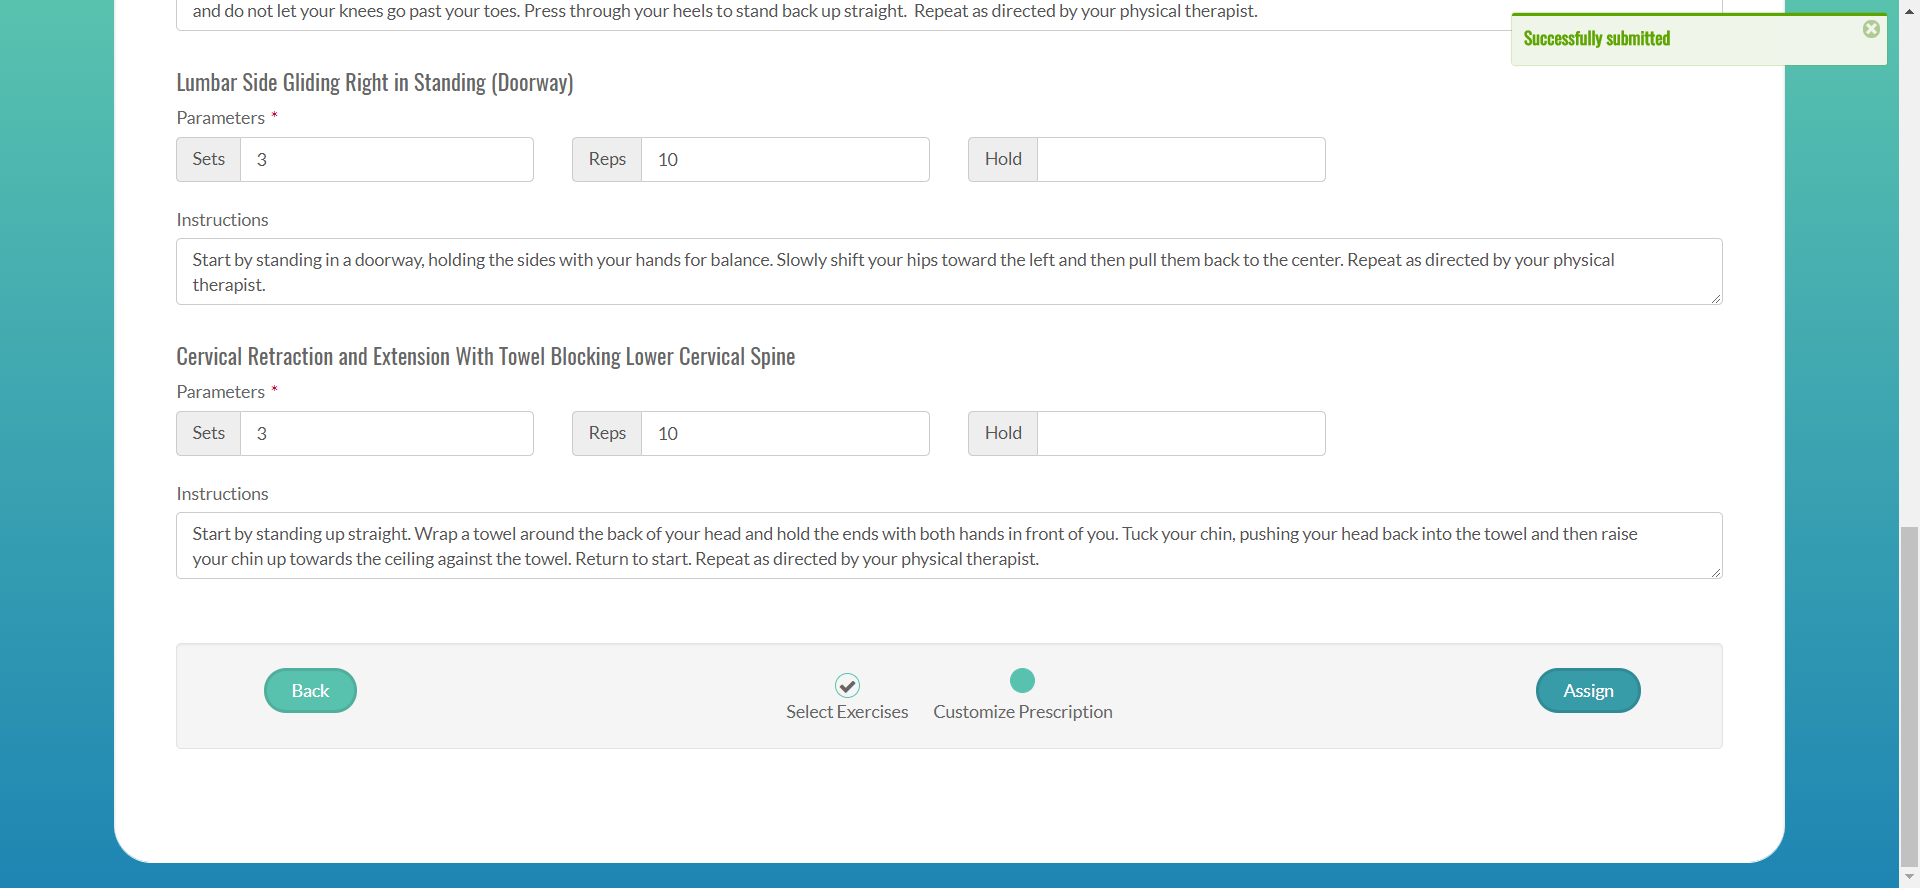 and do not let your knees go past your toes. Press through your heels to stand back up straight.  Repeat as directed by your physical therapist.
Successfully submitted
Lumbar Side Gliding Right in Standing (Doorway)
Parameters *
Sets 3 Reps 10 Hold
Instructions
Start by standing in a doorway, holding the sides with your hands for balance. Slowly shift your hips toward the left and then pull them back to the center. Repeat as directed by your physical
therapist.
Cervical Retraction and Extension With Towel Blocking Lower Cervical Spine
Parameters *
Sets 3 Reps 10 Hold
Instructions
Start by standing up straight. Wrap a towel around the back of your head and hold the ends with both hands in front of you. Tuck your chin, pushing your head back into the towel and then raise
your chin up towards the ceiling against the towel. Return to start. Repeat as directed by your physical therapist.
Back
Select Exercises
Customize Prescription
Assign